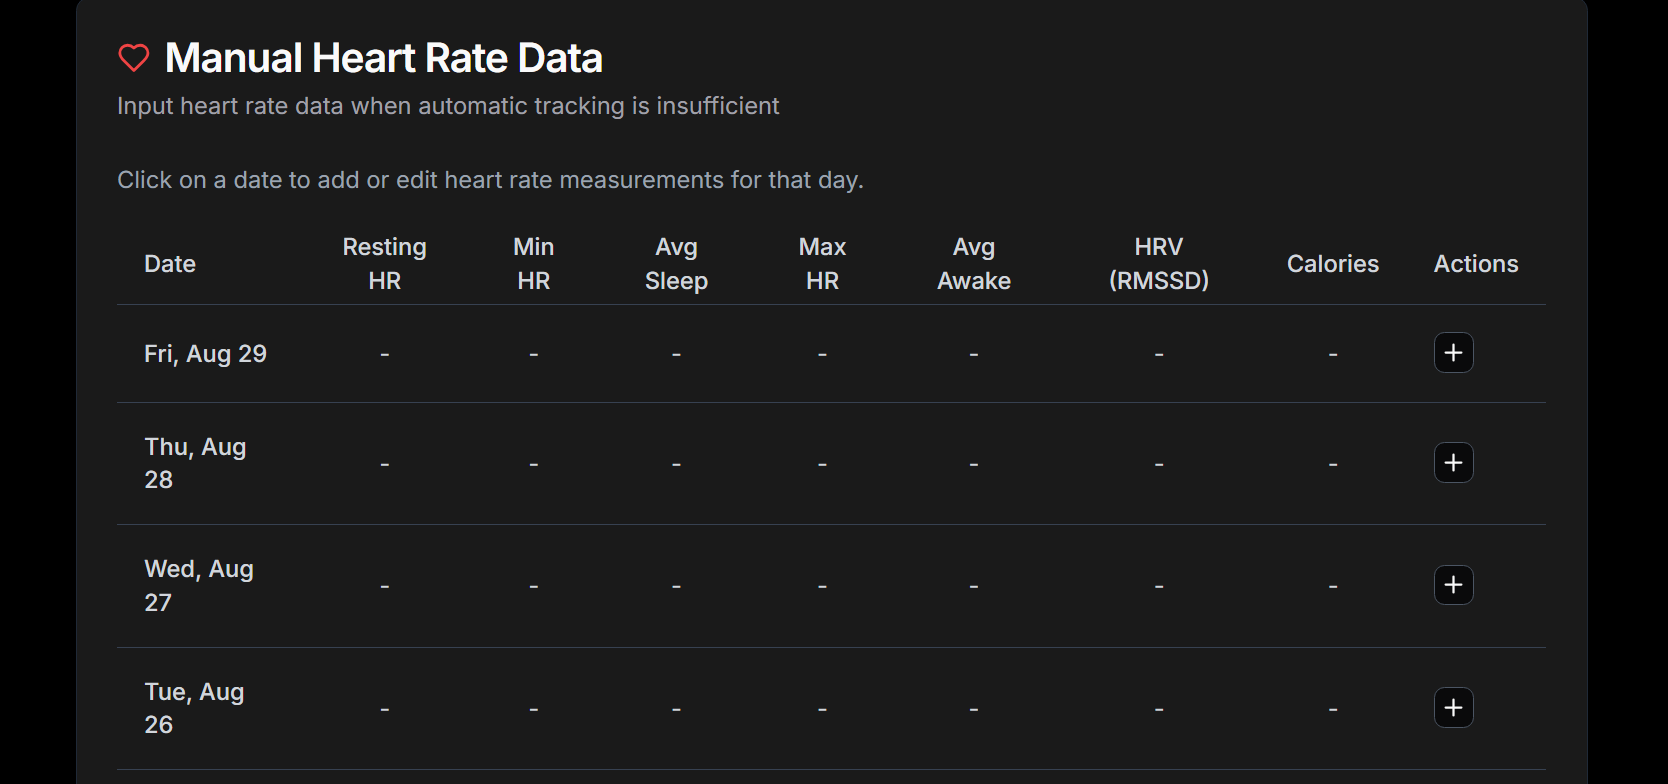 Manual Heart Rate Data
Input heart rate data when automatic tracking is insufficient
Click on a date to add or edit heart rate measurements for that day.
Date Resting HR Min HR Avg Sleep Max HR Avg Awake HRV (RMSSD) Calories Actions
Fri, Aug 29 - - - - - - -
Thu, Aug 28 - - - - - - -
Wed, Aug 27 - - - - - - -
Tue, Aug 26 - - - - - - -